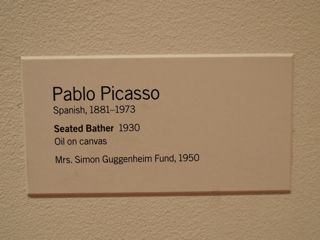 Pablo Picasso
Spanish, 1881–1973
Seated Bather 1930
Oil on canvas
Mrs. Simon Guggenheim Fund, 1950